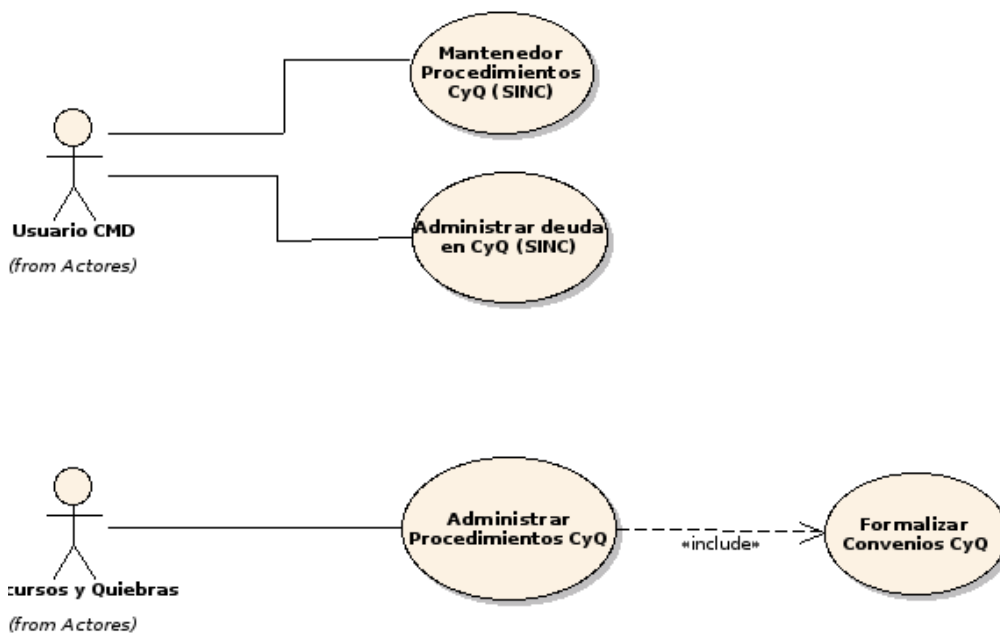 Mantenedor
Procedimientos
CyQ (SINC)
Usuario CMD
(from Actores)
Administrar deuda
en CyQ (SINC)
Administrar
Procedimientos CyQ
«include»
Formalizar
Convenios CyQ
cursos y Quiebras
(from Actores)